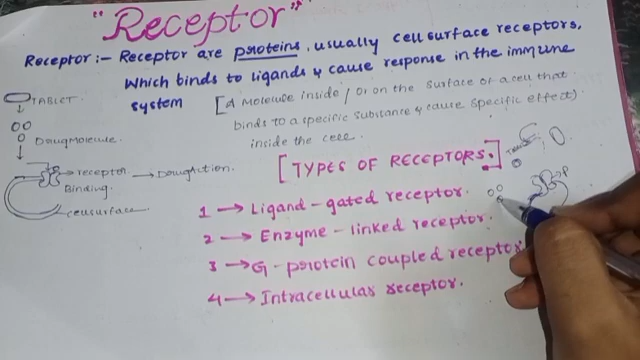 "Receptor"
Receptor :- Receptor are proteins, usually cell surface receptors,
Which binds to ligands & cause response in the immune
system
[A Molecule inside / or on the surface of a cell that
binds to a specific substance & cause specific effect)
inside the cell.
TABLET
Drug Molecule
receptor
Binding.
Drug Action.
cell surface
[TYPES OF RECEPTORS.]
1 → Ligand-gated receptor.
2 → Enzyme-linked receptor.
3 → G-protein coupled receptor
4 → Intracellular receptor.